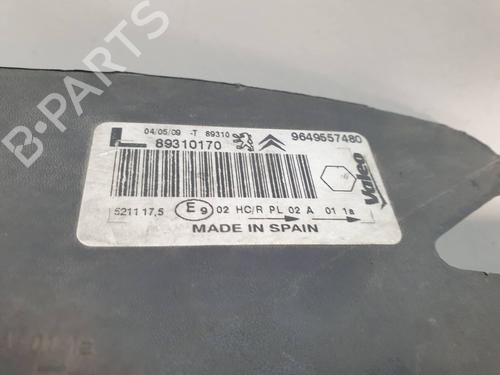 L 04/05/09 -T 89310 9649557480
89310170
Valeo
5211 17,5 E9 02 HC/R PL 02 A 01 1a
MADE IN SPAIN
B-Parts